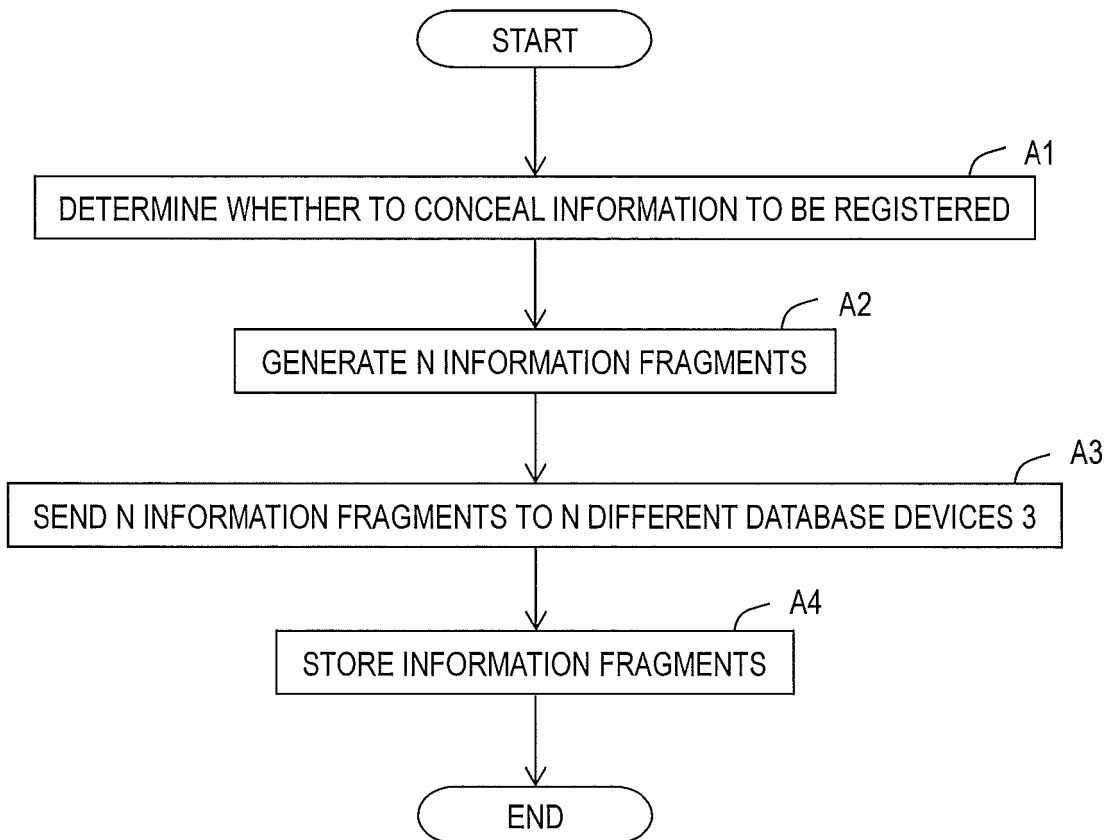 START
A1
DETERMINE WHETHER TO CONCEAL INFORMATION TO BE REGISTERED
A2
GENERATE N INFORMATION FRAGMENTS
A3
SEND N INFORMATION FRAGMENTS TO N DIFFERENT DATABASE DEVICES 3
A4
STORE INFORMATION FRAGMENTS
END